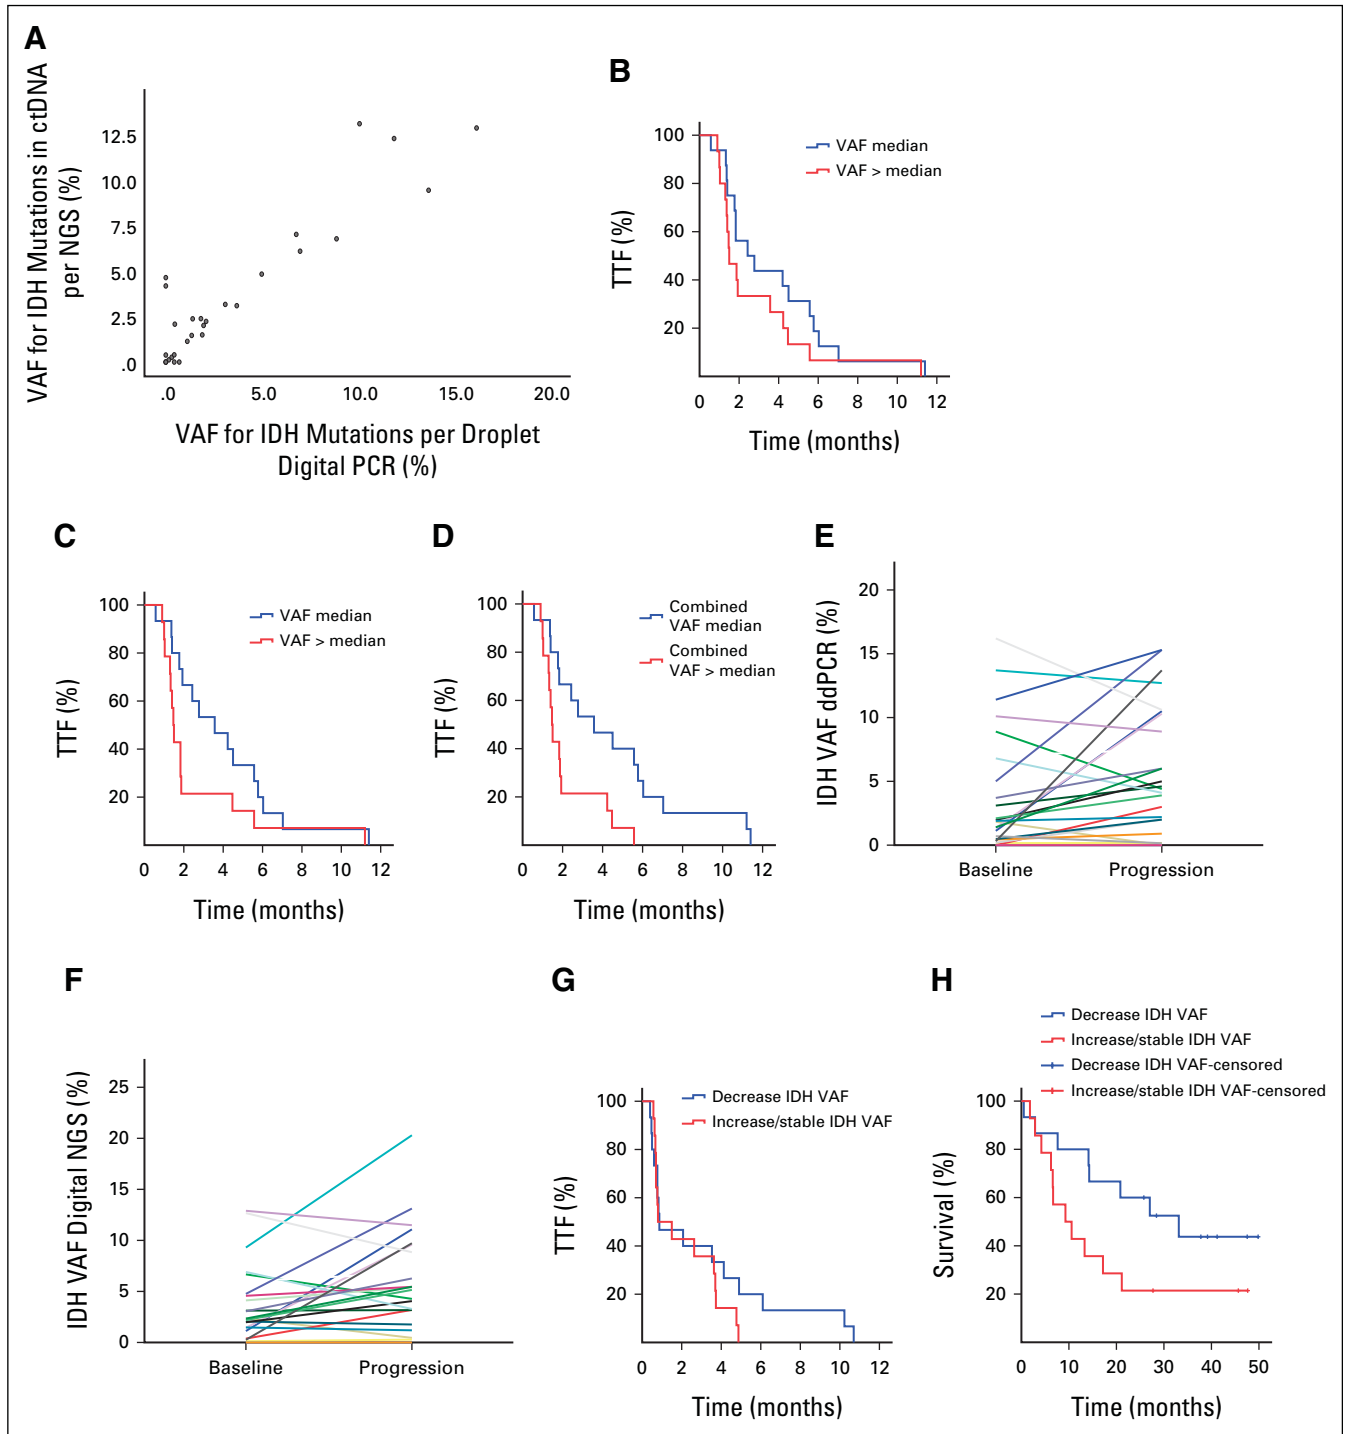 A
VAF for IDH Mutations in ctDNA
per NGS (%)
12.5
10.0
7.5
5.0
2.5
.0
.0 5.0 10.0 15.0 20.0
VAF for IDH Mutations per Droplet
Digital PCR (%)
B
TTF (%)
100
80
60
40
20
VAF median
VAF > median
0 2 4 6 8 10 12
Time (months)
C
TTF (%)
100
80
60
40
20
VAF median
VAF > median
0 2 4 6 8 10 12
Time (months)
D
TTF (%)
100
80
60
40
20
Combined
VAF median
Combined
VAF > median
0 2 4 6 8 10 12
Time (months)
E
IDH VAF ddPCR (%)
20
15
10
5
0
Baseline Progression
F
IDH VAF Digital NGS (%)
25
20
15
10
5
0
Baseline Progression
G
TTF (%)
100
80
60
40
20
Decrease IDH VAF
Increase/stable IDH VAF
0 2 4 6 8 10 12
Time (months)
H
Decrease IDH VAF
Increase/stable IDH VAF
Decrease IDH VAF-censored
Increase/stable IDH VAF-censored
Survival (%)
100
80
60
40
20
0 10 20 30 40 50
Time (months)